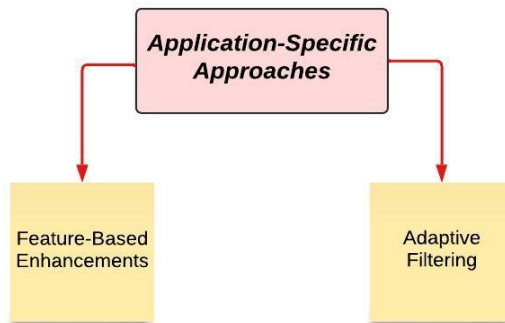 Application-Specific
Approaches
Feature-Based
Enhancements
Adaptive
Filtering